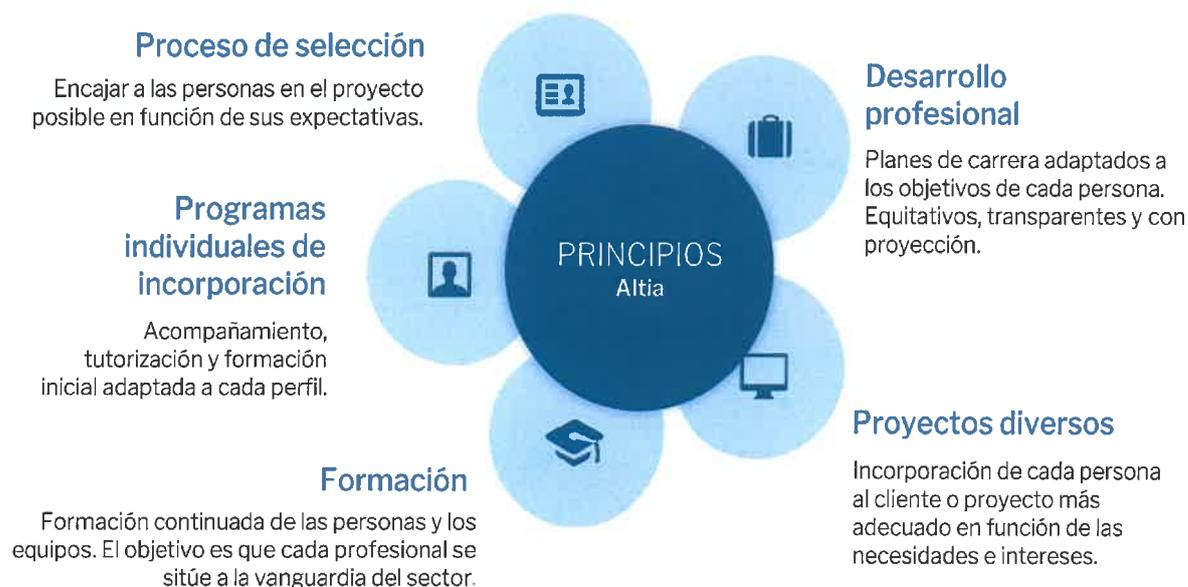 Proceso de selección
Encajar a las personas en el proyecto
posible en función de sus expectativas.
Programas
individuales de
incorporación
Acompañamiento,
tutorización y formación
inicial adaptada a cada perfil.
Formación
Formación continuada de las personas y los
equipos. El objetivo es que cada profesional se
sitúe a la vanguardia del sector.
PRINCIPIOS
Altia
Desarrollo
profesional
Planes de carrera adaptados a
los objetivos de cada persona.
Equitativos, transparentes y con
proyección.
Proyectos diversos
Incorporación de cada persona
al cliente o proyecto más
adecuado en función de las
necesidades e intereses.